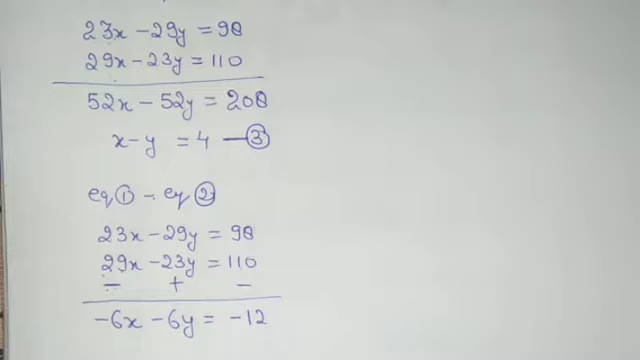 23x - 29y = 98
29x - 23y = 110
52x - 52y = 208
x - y = 4 — ③
eq ① - eq ②
23x - 29y = 98
29x - 23y = 110
- + -
-6x - 6y = -12